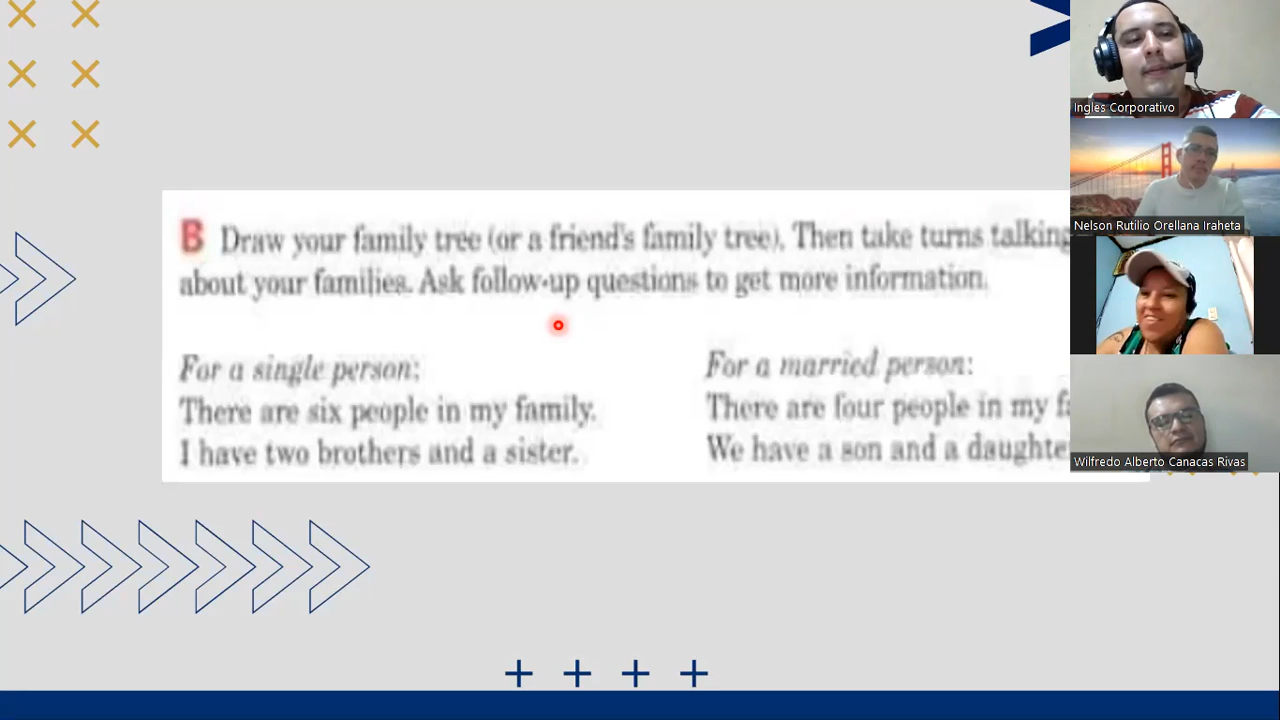 B Draw your family tree (or a friend's family tree). Then take turns talking
about your families. Ask follow-up questions to get more information.
For a single person:
There are six people in my family.
I have two brothers and a sister.
For a married person:
There are four people in my
We have a son and a
Ingles Corporativo
Nelson Rutilio Orellana Iraheta
Wilfredo Alberto Canacas Rivas